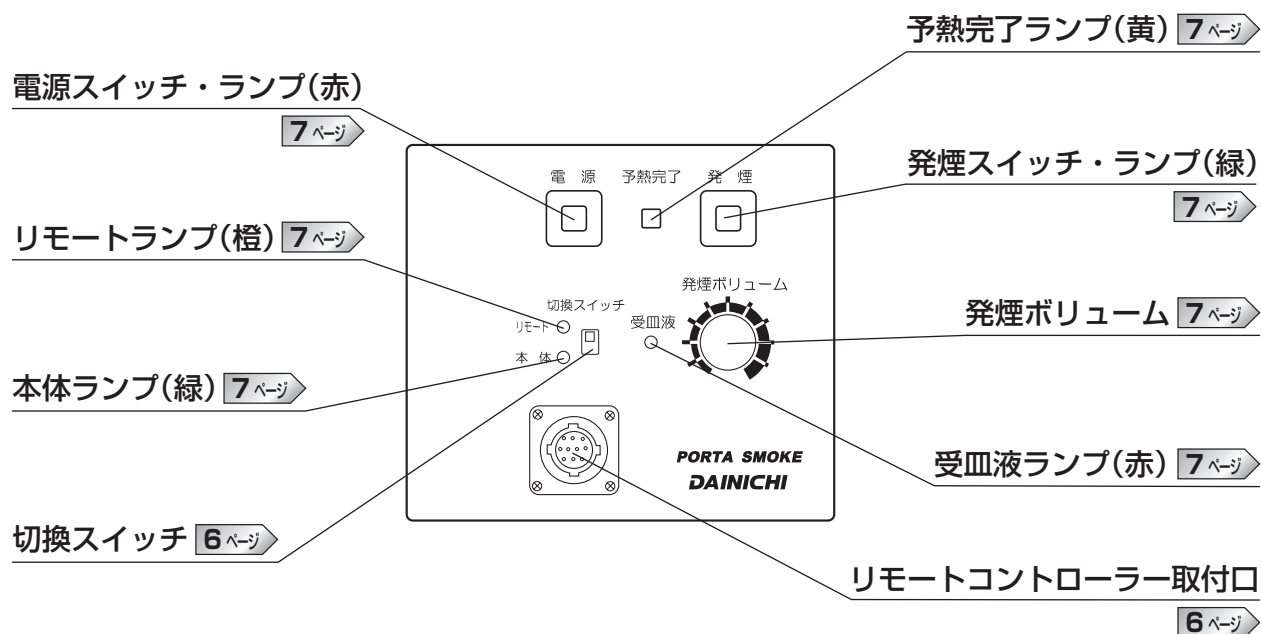 予熱完了ランプ(黄) 7ページ
電源スイッチ・ランプ(赤)
7ページ
発煙スイッチ・ランプ(緑)
7ページ
リモートランプ(橙) 7ページ
本体ランプ(緑) 7ページ
切換スイッチ 6ページ
電 源
予熱完了
発 煙
発煙ボリューム
切換スイッチ
リモート
本 体
受皿液
PORTA SMOKE
DAINICHI
発煙ボリューム 7ページ
受皿液ランプ(赤) 7ページ
リモートコントローラー取付口
6ページ